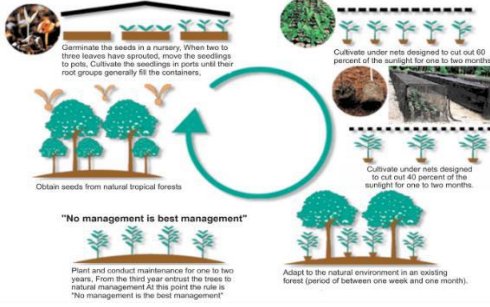 Germinate the seeds in a nursery, When two to
three leaves have sprouted, move the seedlings
to pots, Cultivate the seedlings in ports until their
root groups generally fill the containers,
Cultivate under nets designed to cut out 60
percent of the sunlight for one to two months
Cultivate under nets designed
to cut out 40 percent of the
sunlight for one to two months.
Adapt to the natural environment in an existing
forest (period of between one week and one month).
"No management is best management"
Plant and conduct maintenance for one to two
years, From the third year entrust the trees to
natural management At this point the rule is
"No management is the best management"
Obtain seeds from natural tropical forests